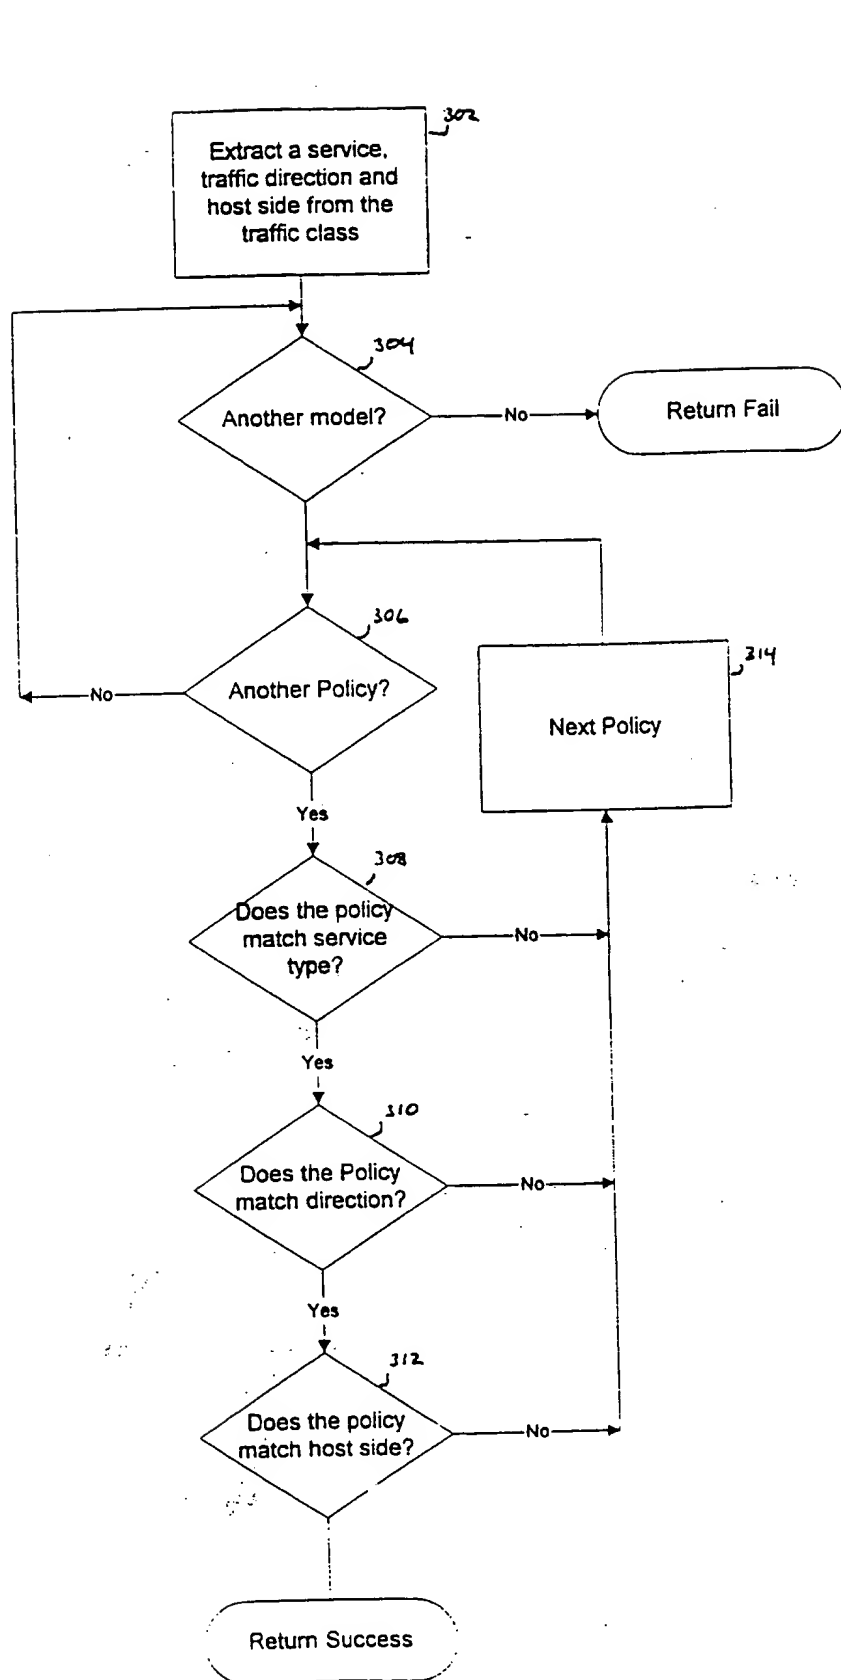 302
Extract a service,
traffic direction and
host side from the
traffic class
304
Another model?
No
Return Fail
306
Another Policy?
No
314
Next Policy
Yes
308
Does the policy
match service
type?
No
Yes
310
Does the Policy
match direction?
No
Yes
312
Does the policy
match host side?
No
Return Success